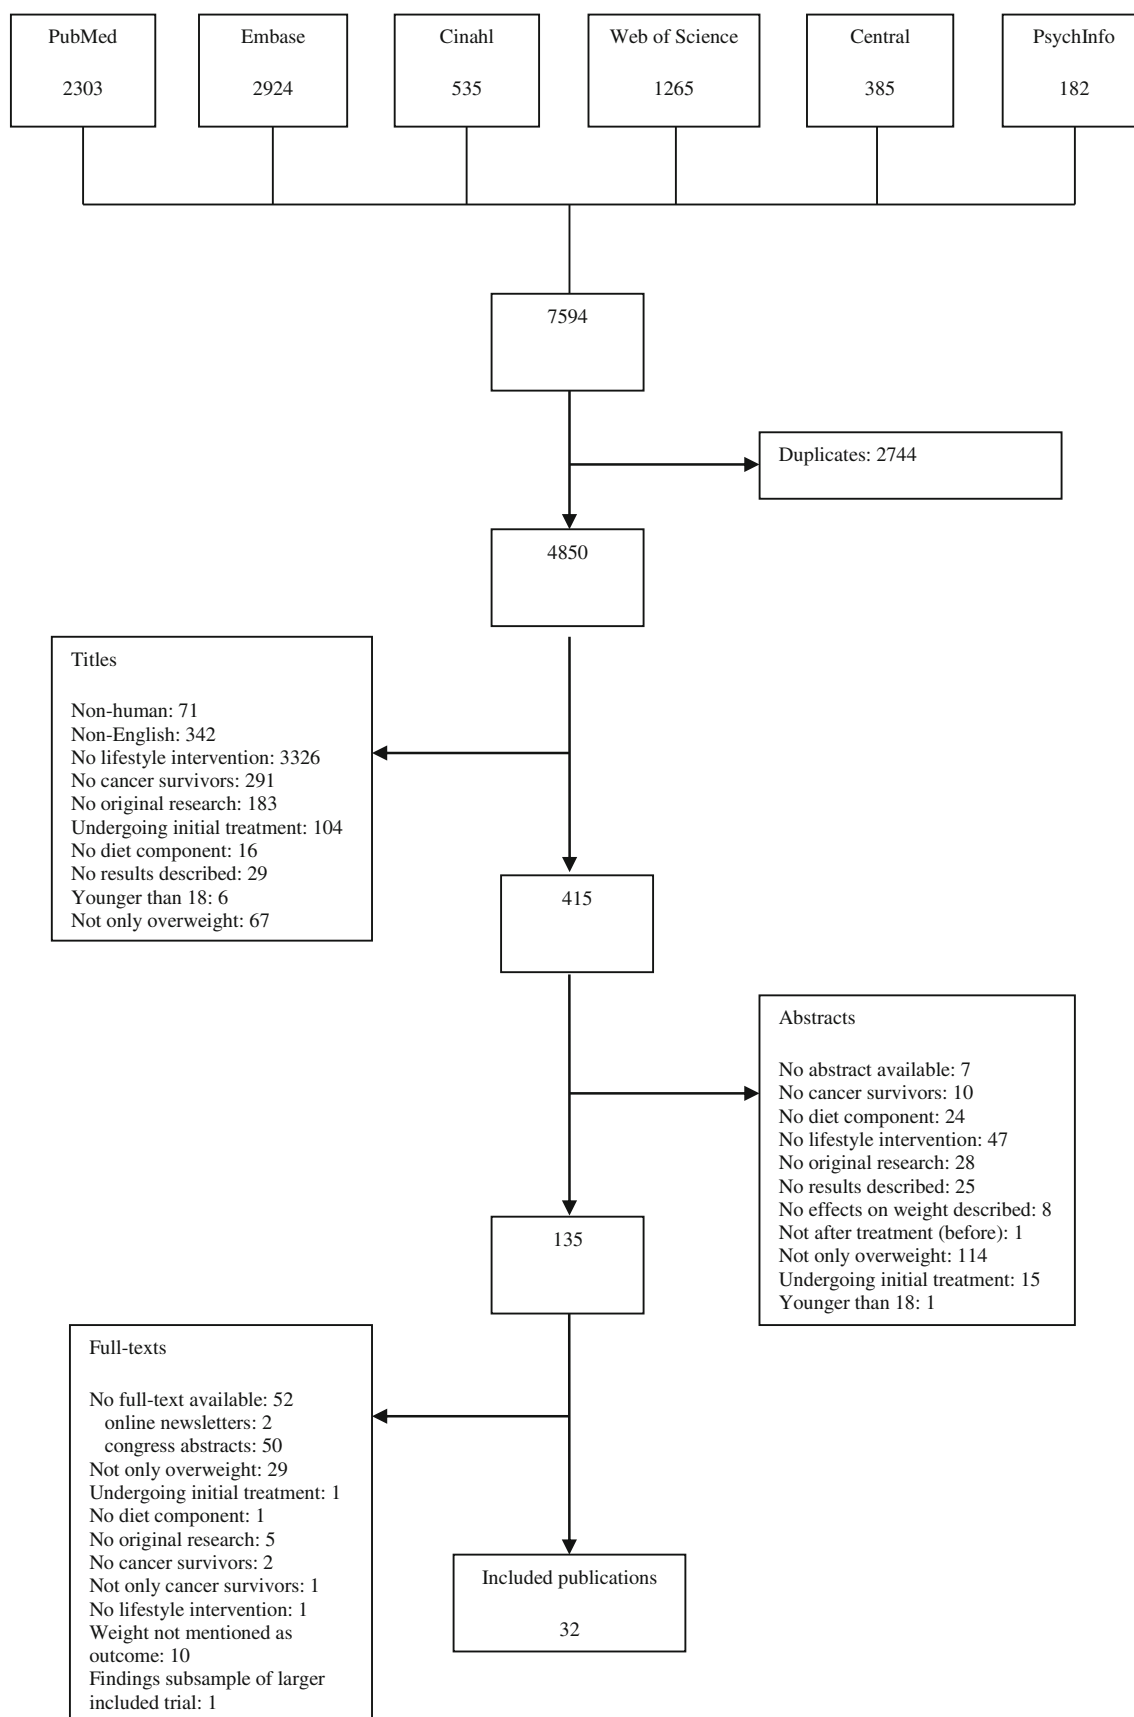 PubMed
2303
Embase
2924
Cinahl
535
Web of Science
1265
Central
385
PsychInfo
182
7594
Duplicates: 2744
4850
Titles
Non-human: 71
Non-English: 342
No lifestyle intervention: 3326
No cancer survivors: 291
No original research: 183
Undergoing initial treatment: 104
No diet component: 16
No results described: 29
Younger than 18: 6
Not only overweight: 67
415
Abstracts
No abstract available: 7
No cancer survivors: 10
No diet component: 24
No lifestyle intervention: 47
No original research: 28
No results described: 25
No effects on weight described: 8
Not after treatment (before): 1
Not only overweight: 114
Undergoing initial treatment: 15
Younger than 18: 1
135
Full-texts
No full-text available: 52
online newsletters: 2
congress abstracts: 50
Not only overweight: 29
Undergoing initial treatment: 1
No diet component: 1
No original research: 5
No cancer survivors: 2
Not only cancer survivors: 1
No lifestyle intervention: 1
Weight not mentioned as
outcome: 10
Findings subsample of larger
included trial: 1
Included publications
32